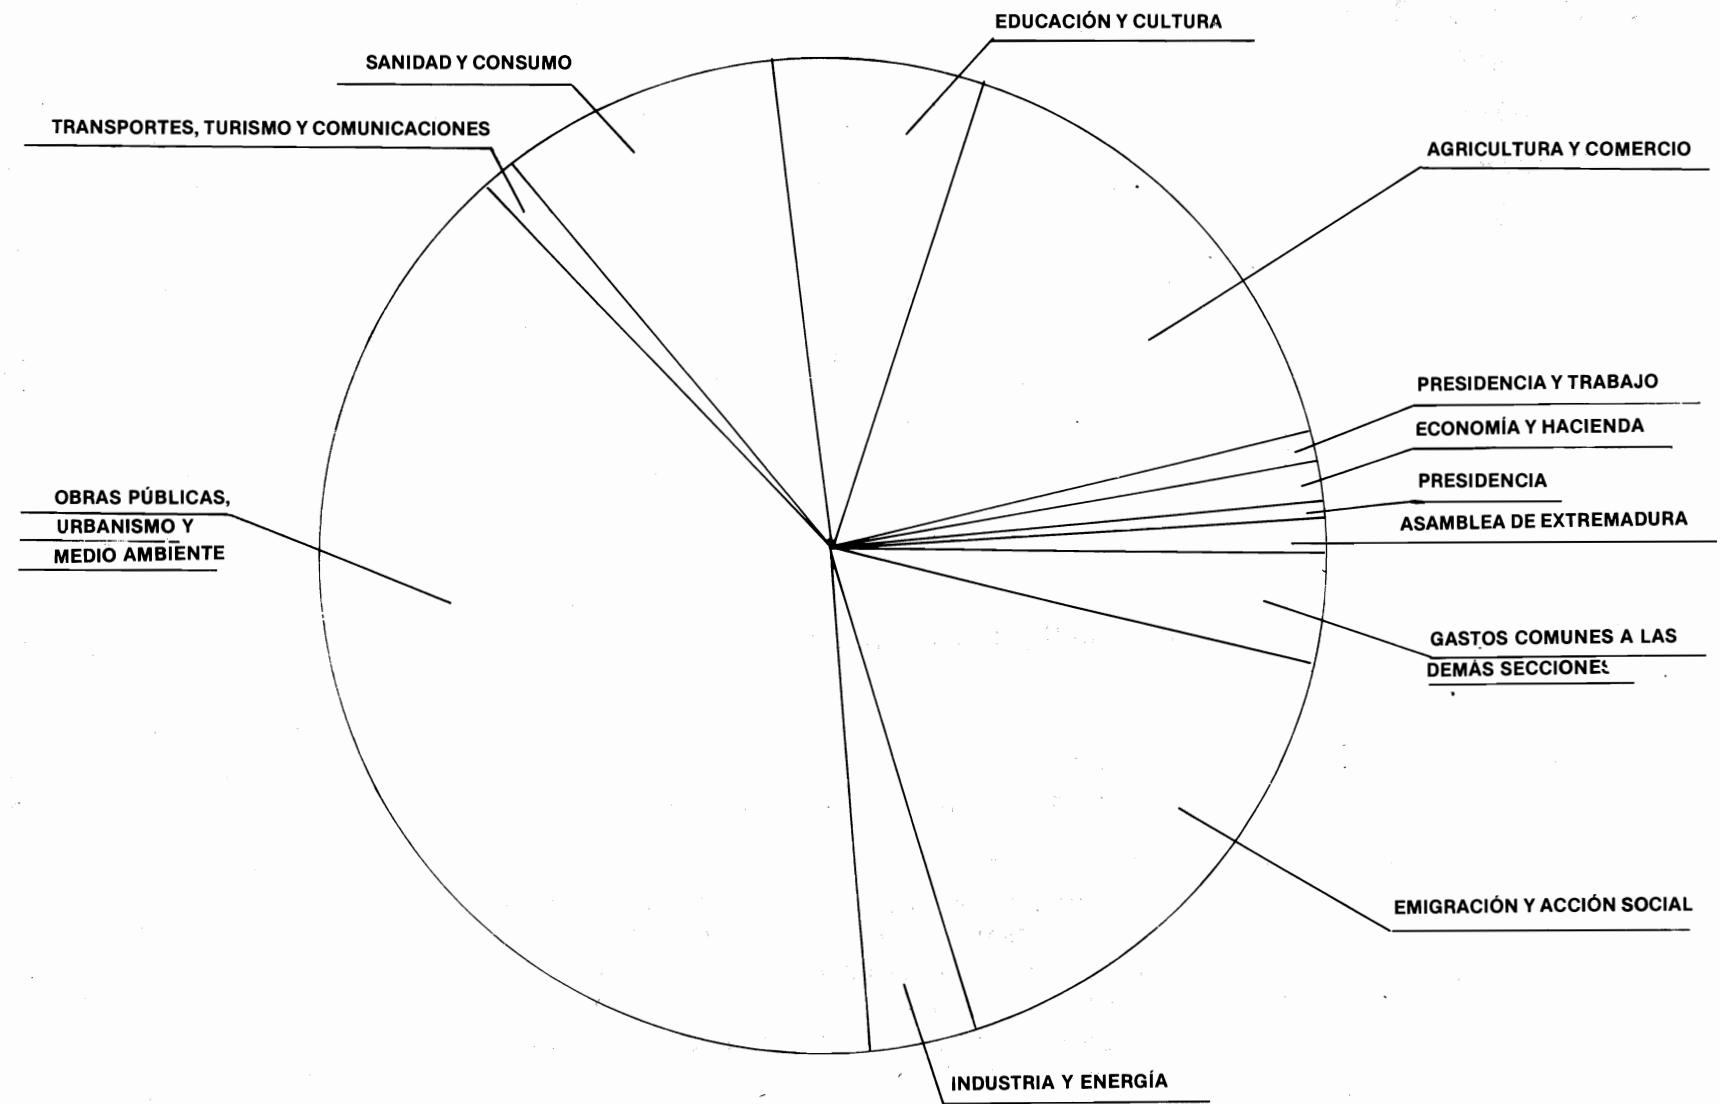 EDUCACIÓN Y CULTURA
SANIDAD Y CONSUMO
TRANSPORTES, TURISMO Y COMUNICACIONES
AGRICULTURA Y COMERCIO
PRESIDENCIA Y TRABAJO
ECONOMÍA Y HACIENDA
PRESIDENCIA
ASAMBLEA DE EXTREMADURA
OBRAS PÚBLICAS,
URBANISMO Y
MEDIO AMBIENTE
GASTOS COMUNES A LAS
DEMÁS SECCIONES
EMIGRACIÓN Y ACCIÓN SOCIAL
INDUSTRIA Y ENERGÍA